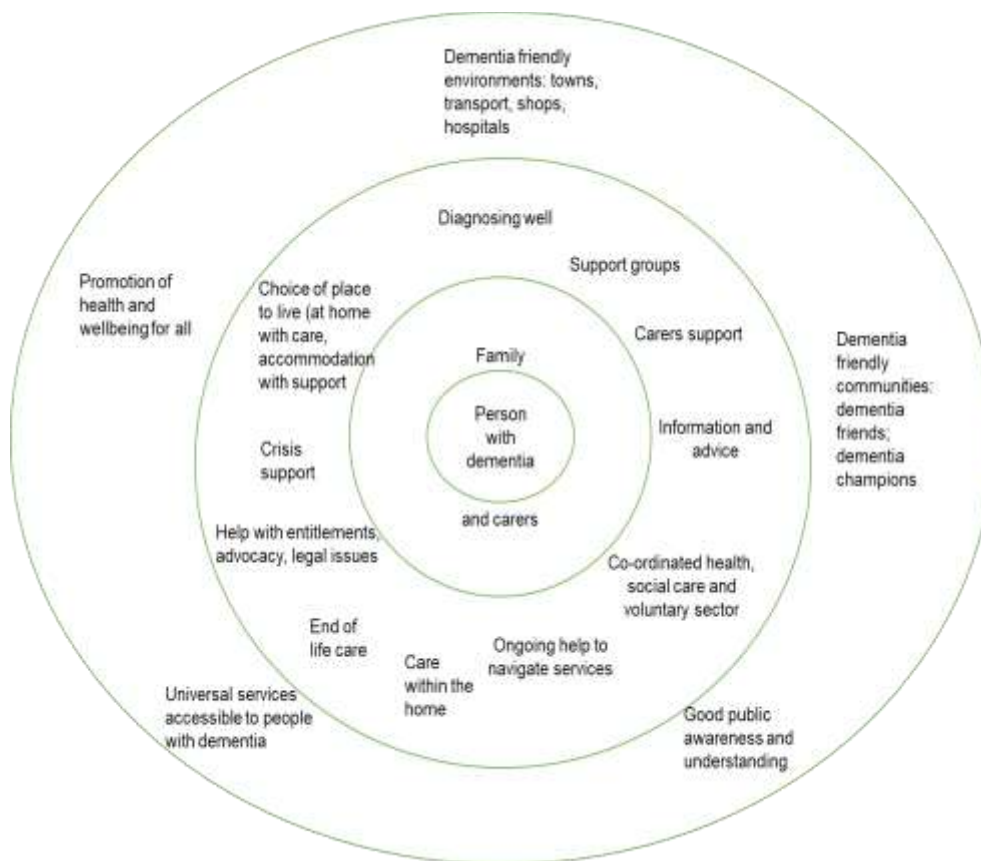 Dementia friendly
environments: towns,
transport, shops,
hospitals
Diagnosing well
Support groups
Promotion of
health and
wellbeing for all
Choice of place
to live (at home
with care,
accommodation
with support
Carers support
Dementia
friendly
communities:
dementia
friends;
dementia
champions
Family
Person
with
dementia
and carers
Information and
advice
Crisis
support
Help with entitlements,
advocacy, legal issues
Co-ordinated health,
social care and
voluntary sector
End of
life care
Care
within the
home
Ongoing help to
navigate services
Universal services
accessible to people
with dementia
Good public
awareness and
understanding